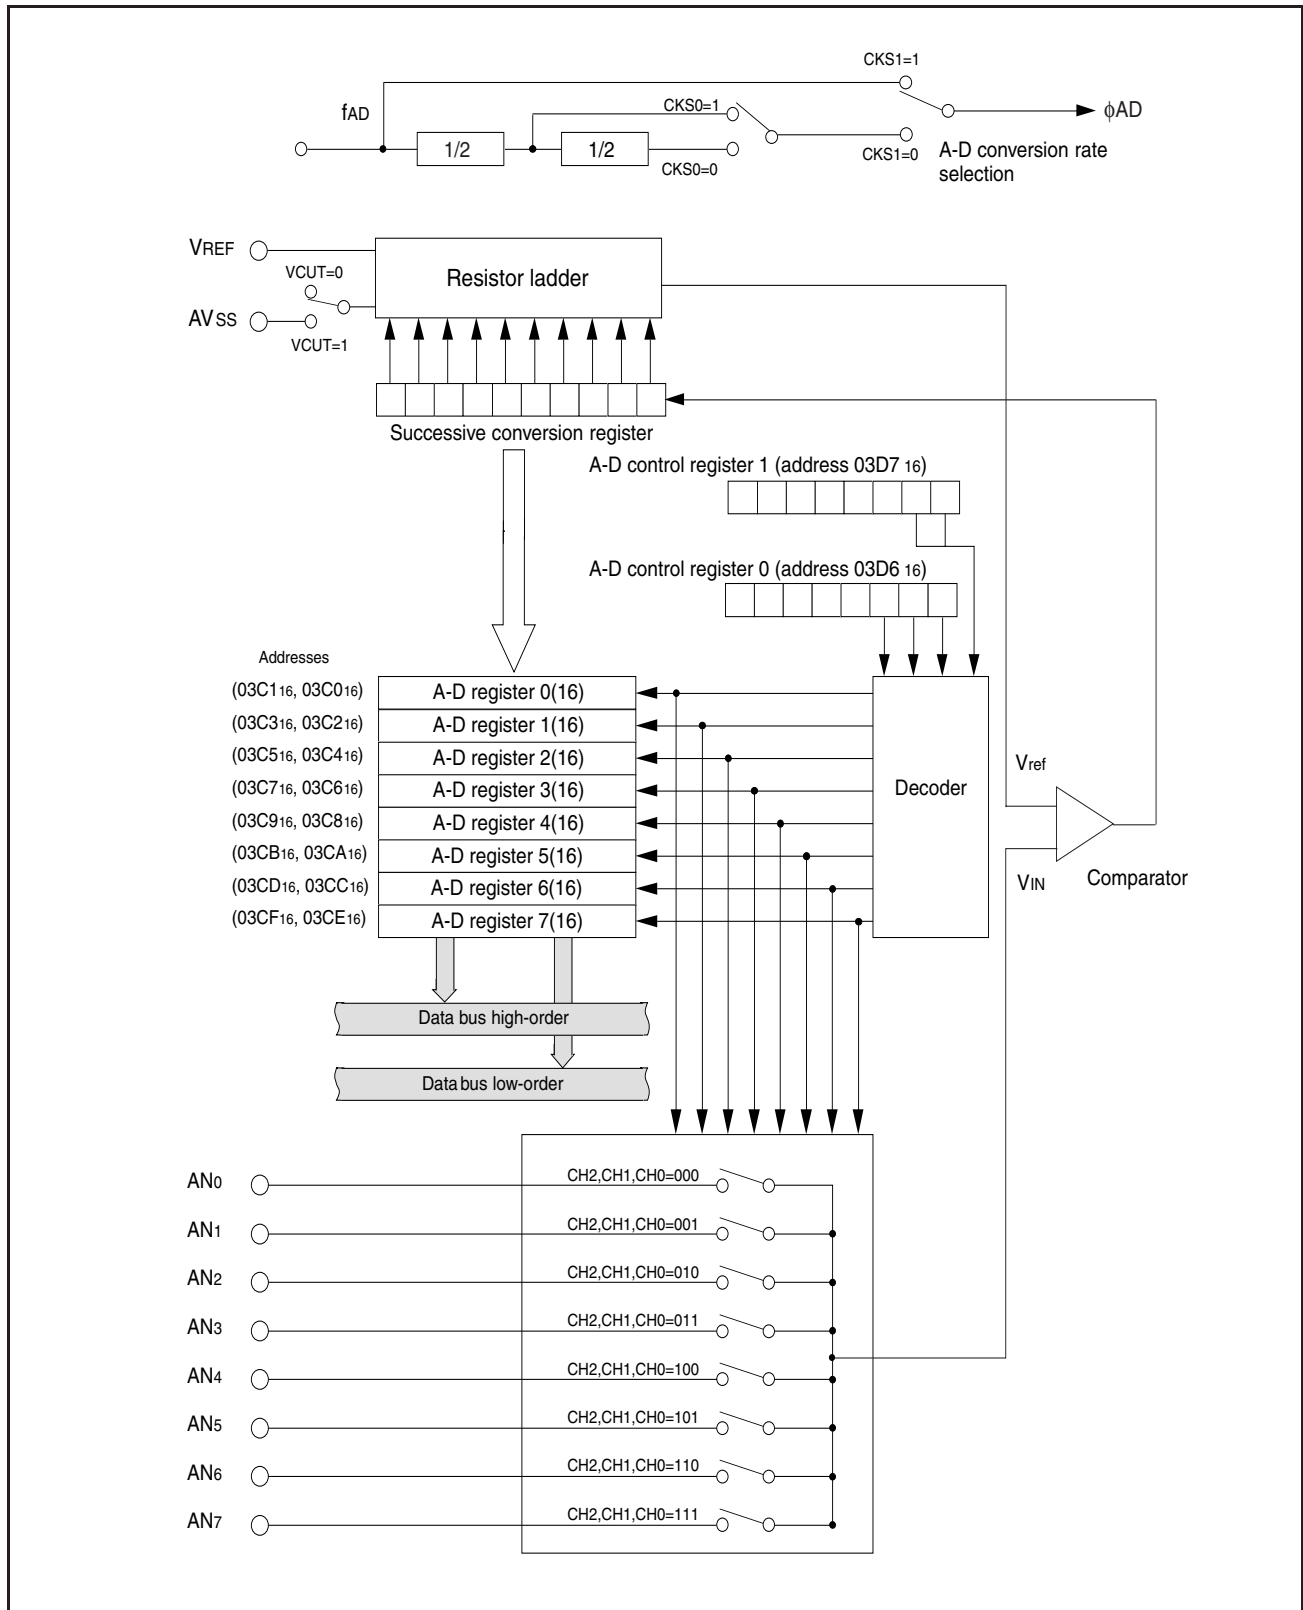 CKS1=1
fAD
CKS0=1
ϕAD
1/2
1/2
CKS0=0
CKS1=0
A-D conversion rate
selection
VREF
VCUT=0
Resistor ladder
AVSS
VCUT=1
Successive conversion register
A-D control register 1 (address 03D7 16)
A-D control register 0 (address 03D6 16)
Addresses
(03C116, 03C016)
A-D register 0(16)
(03C316, 03C216)
A-D register 1(16)
(03C516, 03C416)
A-D register 2(16)
(03C716, 03C616)
A-D register 3(16)
(03C916, 03C816)
A-D register 4(16)
(03CB16, 03CA16)
A-D register 5(16)
(03CD16, 03CC16)
A-D register 6(16)
(03CF16, 03CE16)
A-D register 7(16)
Decoder
Vref
VIN
Comparator
Data bus high-order
Data bus low-order
AN0
CH2,CH1,CH0=000
AN1
CH2,CH1,CH0=001
AN2
CH2,CH1,CH0=010
AN3
CH2,CH1,CH0=011
AN4
CH2,CH1,CH0=100
AN5
CH2,CH1,CH0=101
AN6
CH2,CH1,CH0=110
AN7
CH2,CH1,CH0=111